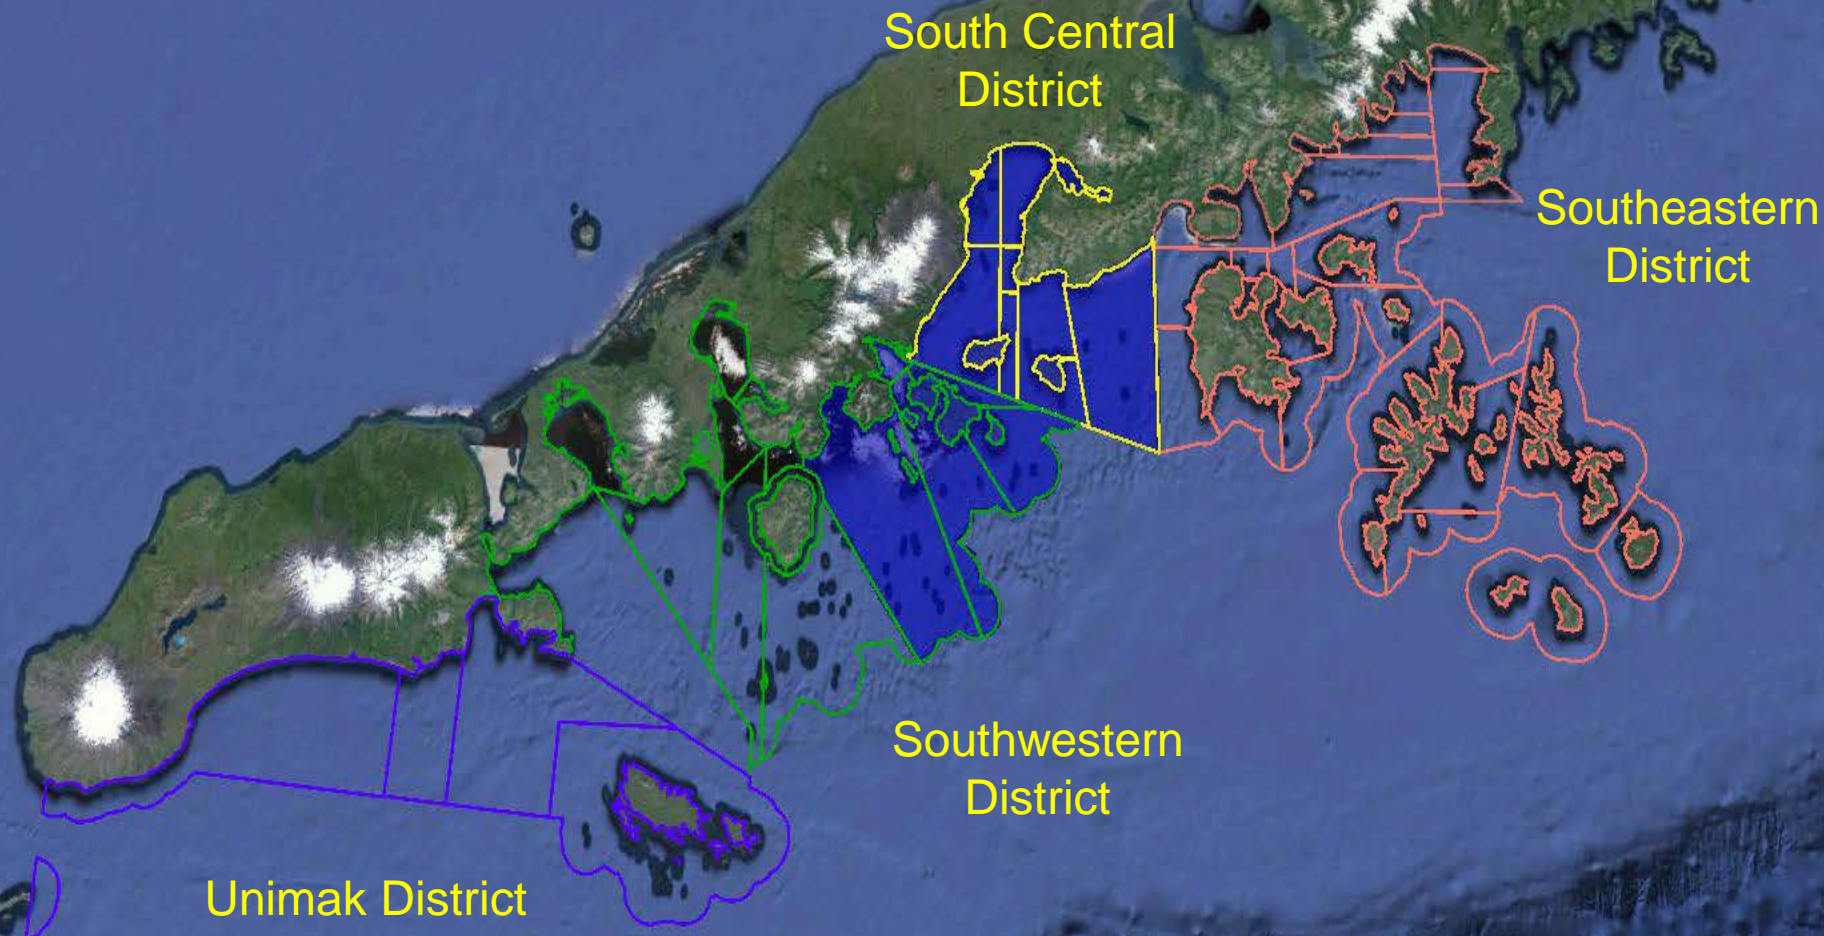 South Central
District
Southeastern
District
Southwestern
District
Unimak District